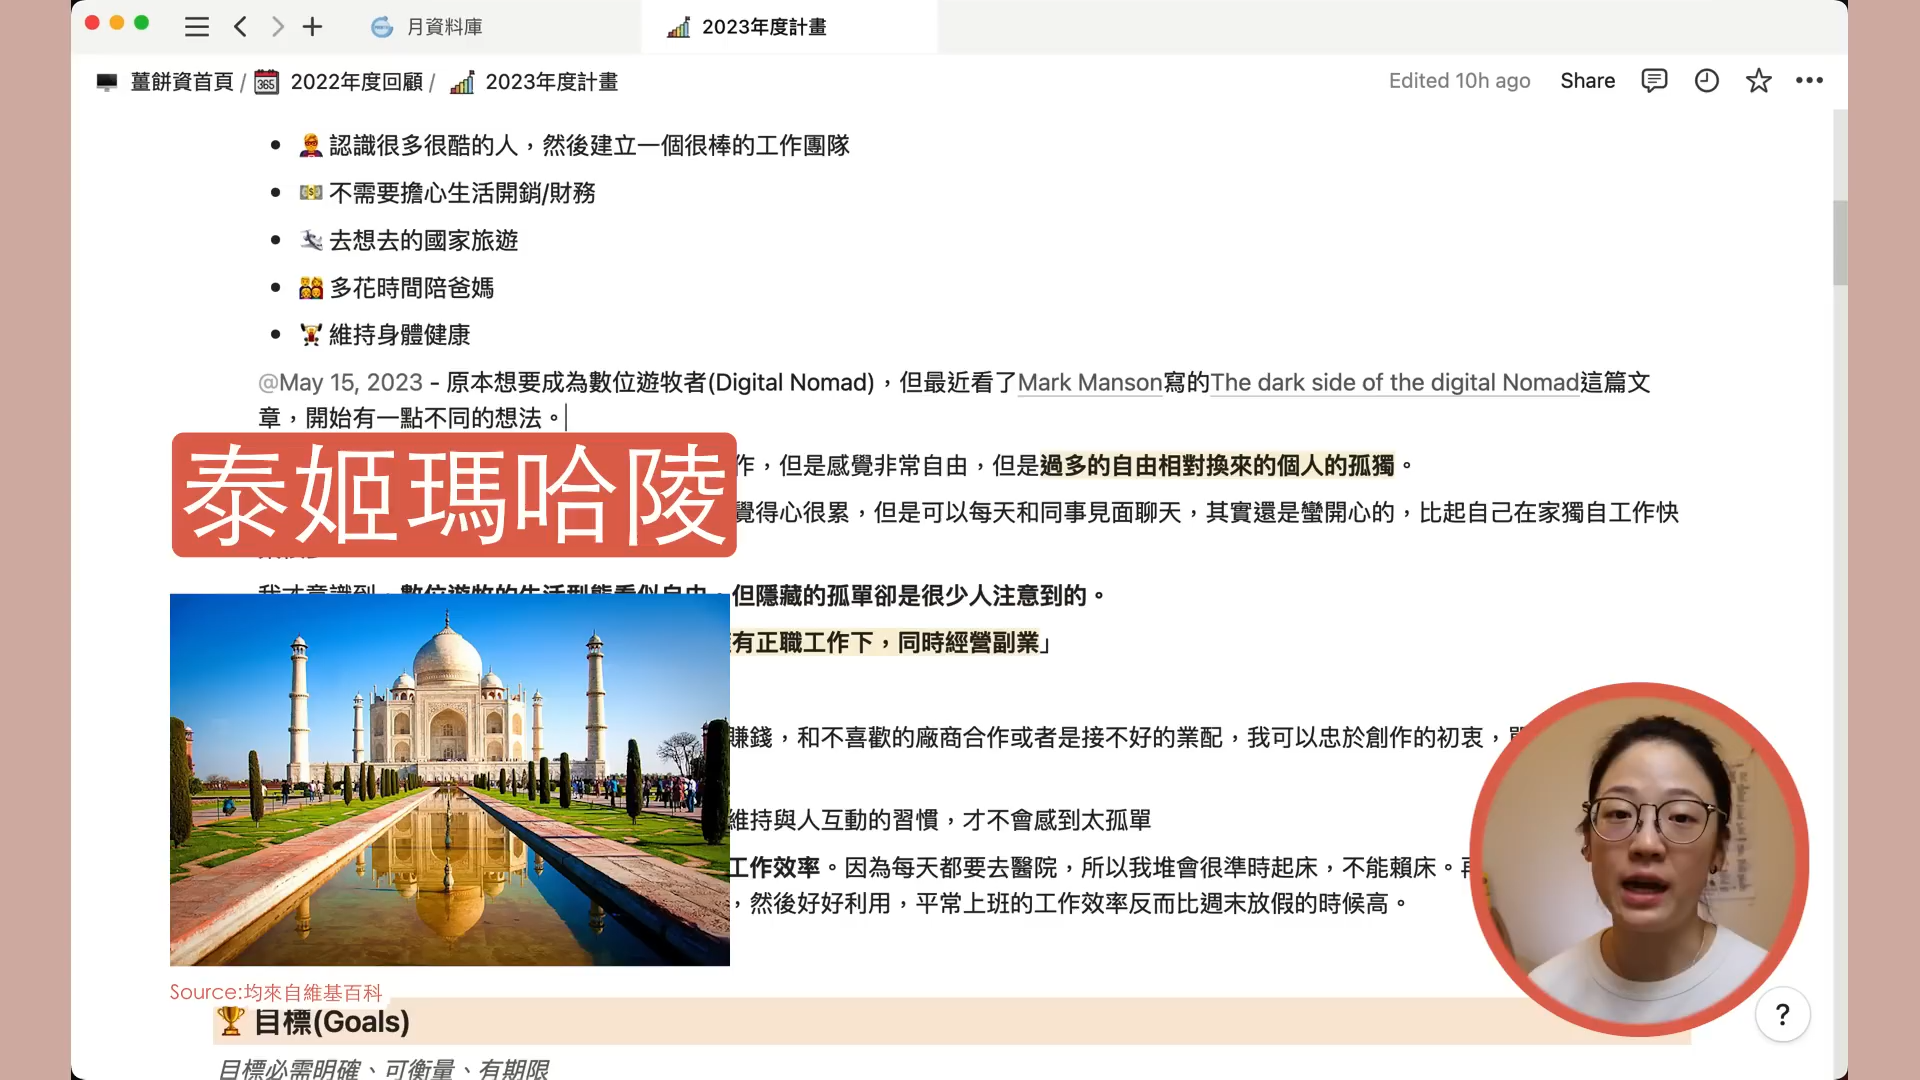 月資料庫
2023年度計畫
薑餅資首頁 / 2022年度回顧 / 2023年度計畫
Edited 10h ago Share
認識很多很酷的人，然後建立一個很棒的工作團隊
不需要擔心生活開銷/財務
去想去的國家旅遊
多花時間陪爸媽
維持身體健康
@May 15, 2023 - 原本想要成為數位遊牧者(Digital Nomad)，但最近看了Mark Manson寫的The dark side of the digital Nomad這篇文
章，開始有一點不同的想法。
作，但是感覺非常自由，但是過多的自由相對換來的個人的孤獨。
泰姬瑪哈陵
覺得心很累，但是可以每天和同事見面聊天，其實還是蠻開心的，比起自己在家獨自工作快
我才意識到，數位遊牧的生活型態看似自由，但隱藏的孤單卻是很少人注意到的。
有正職工作下，同時經營副業」
賺錢，和不喜歡的廠商合作或者是接不好的業配，我可以忠於創作的初衷，
維持與人互動的習慣，才不會感到太孤單
工作效率。因為每天都要去醫院，所以我堆會很準時起床，不能賴床。
，然後好好利用，平常上班的工作效率反而比週末放假的時候高。
Source:均來自維基百科
目標(Goals)
目標必需明確、可衡量、有期限
?